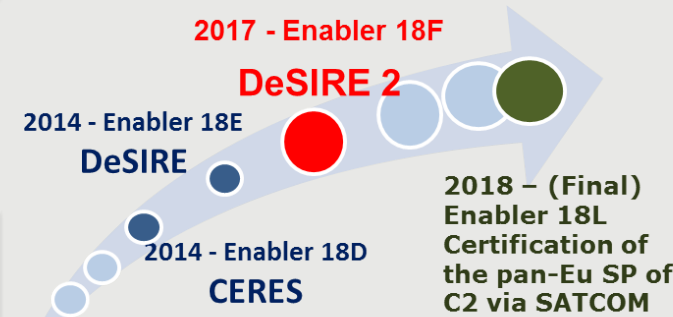 2017 - Enabler 18F
DeSIRE 2
2014 - Enabler 18E
DeSIRE
2014 - Enabler 18D
CERES
2018 – (Final)
Enabler 18L
Certification of
the pan-Eu SP of
C2 via SATCOM